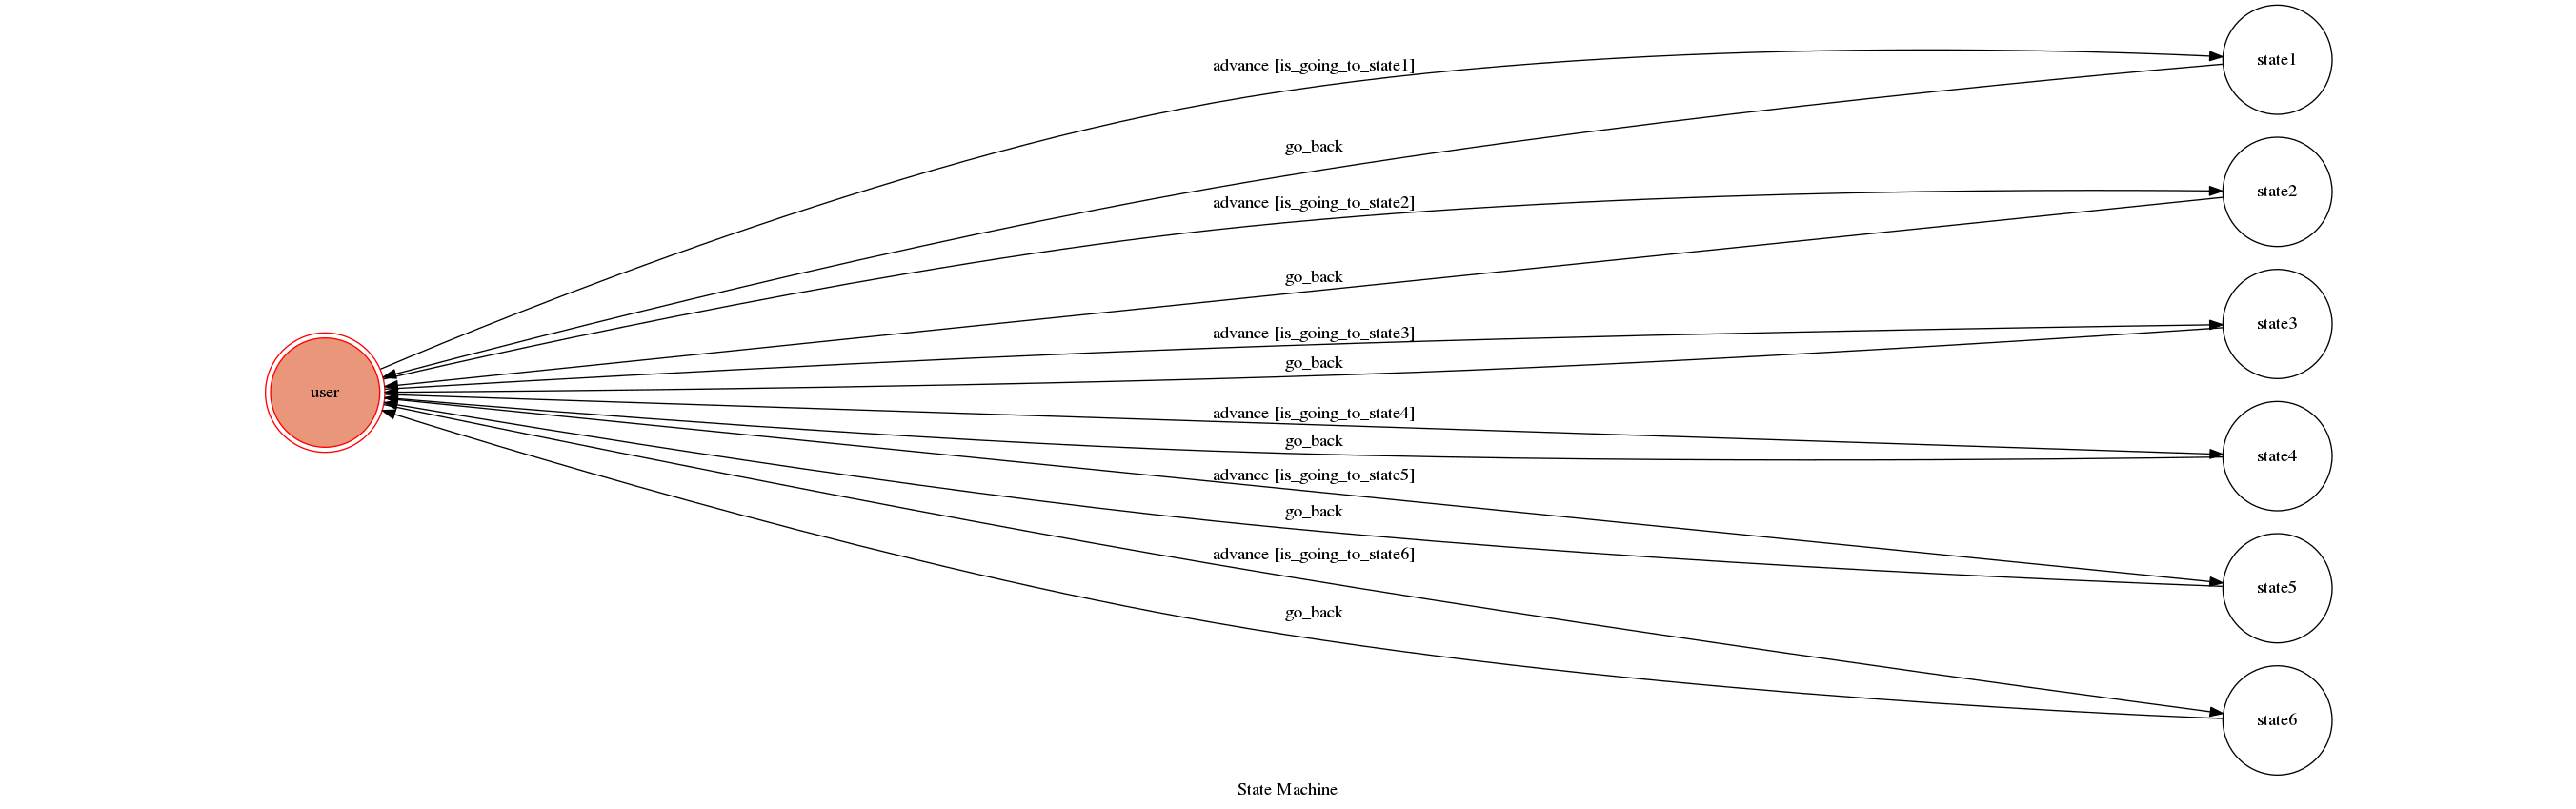 advance [is_going_to_state1]
state1
go_back
advance [is_going_to_state2]
state2
go_back
advance [is_going_to_state3]
state3
go_back
user
advance [is_going_to_state4]
go_back
state4
advance [is_going_to_state5]
go_back
advance [is_going_to_state6]
state5
go_back
state6
State Machine